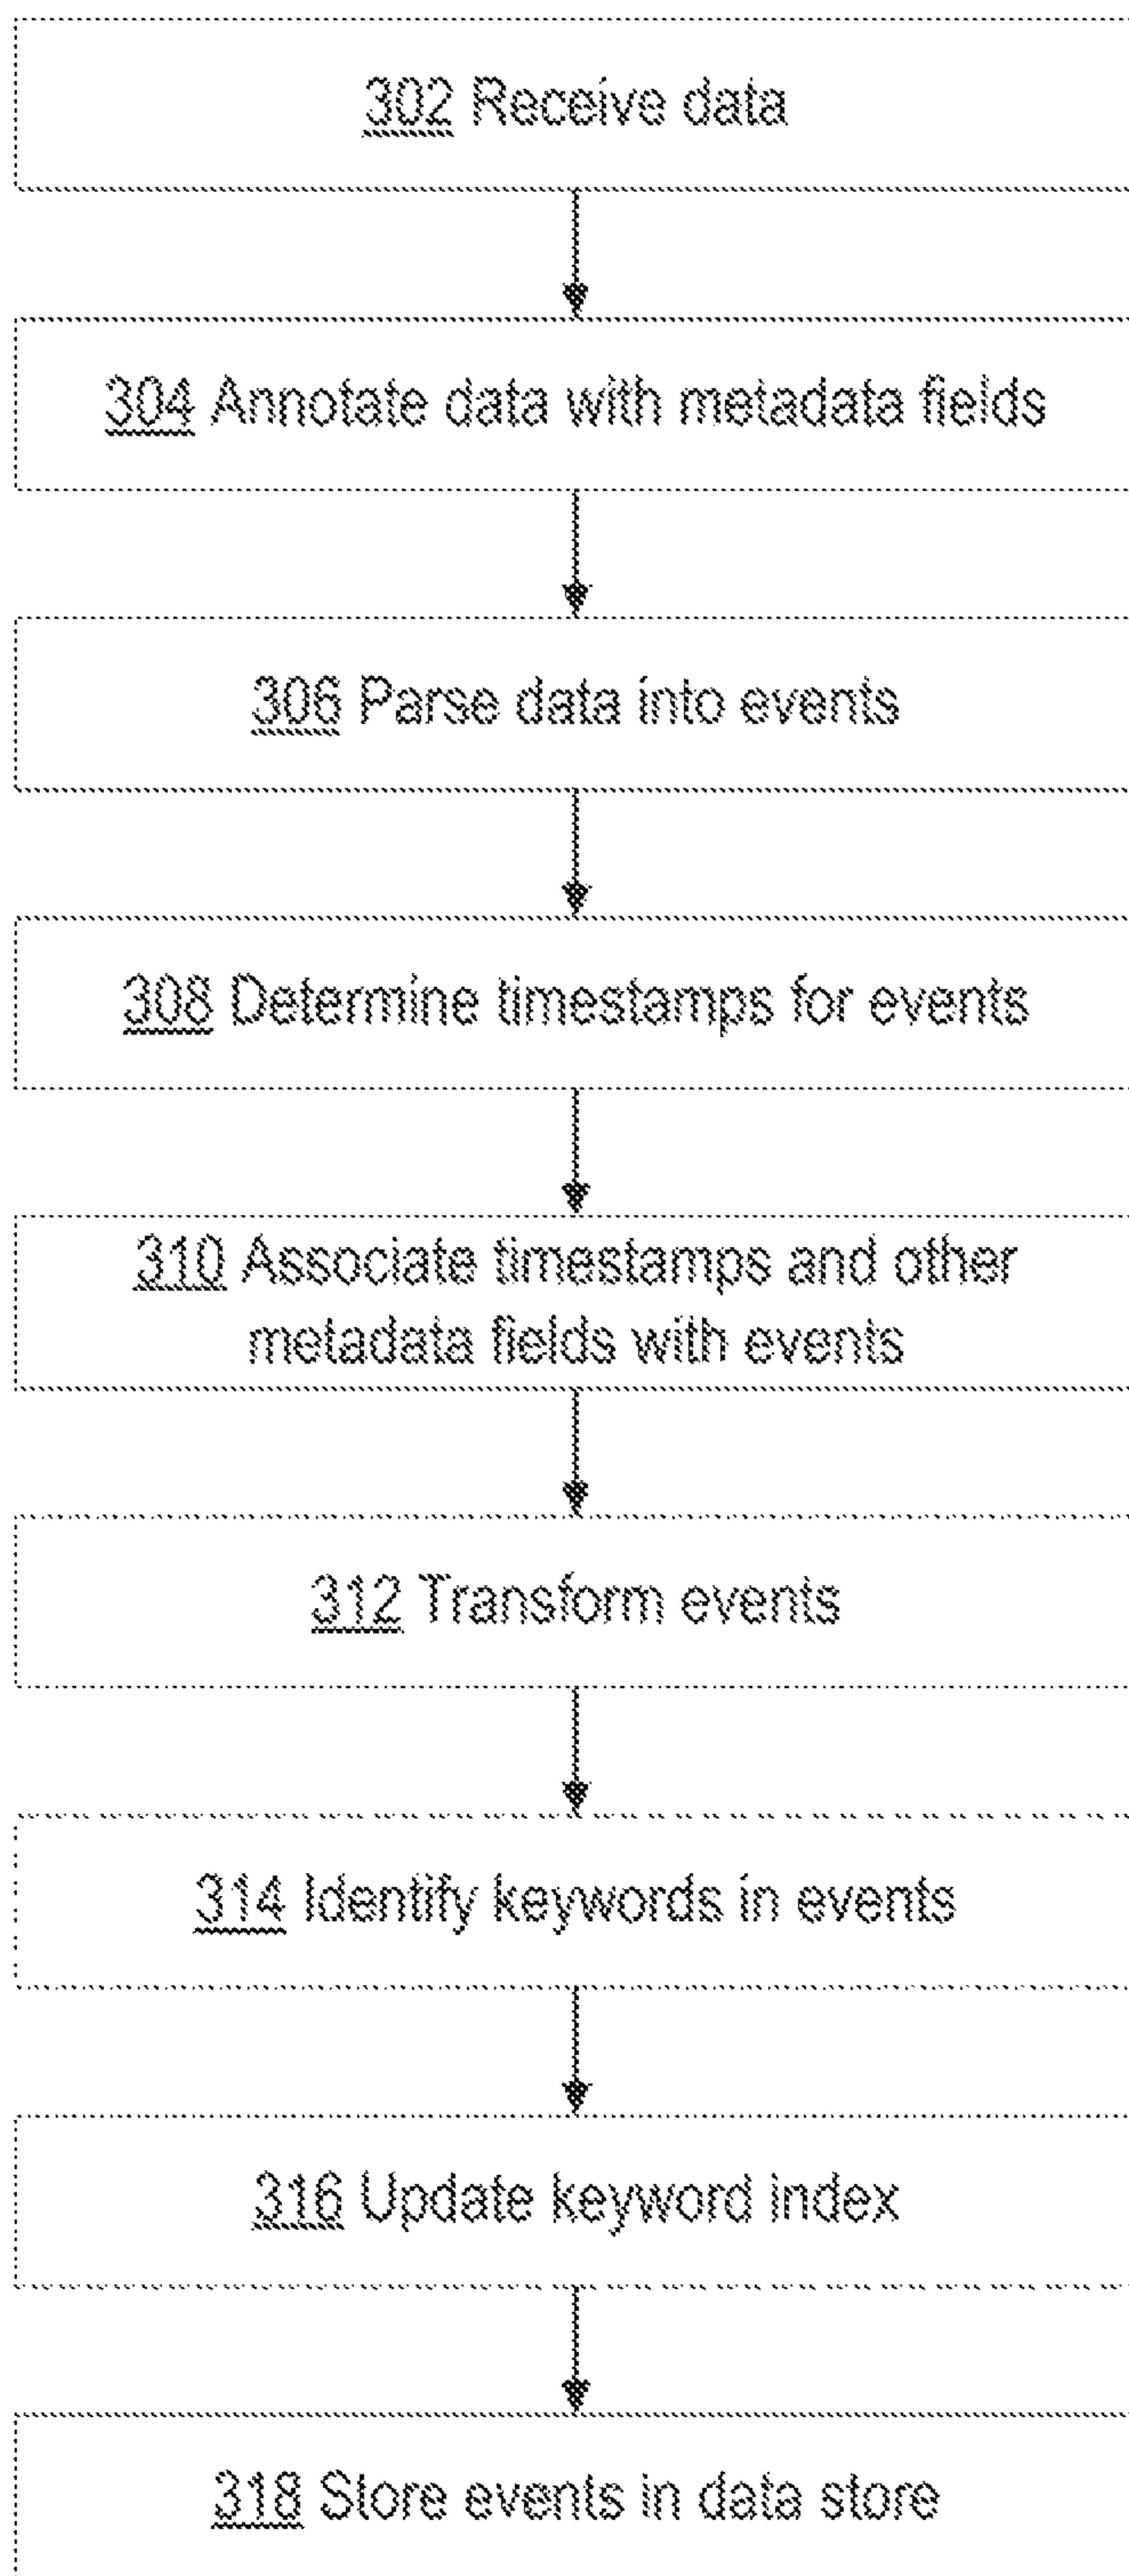 302 Receive data
304 Annotate data with metadata fields
306 Parse data into events
308 Determine timestamps for events
310 Associate timestamps and other
metadata fields with events
312 Transform events
314 Identify keywords in events
316 Update keyword index
318 Store events in data store